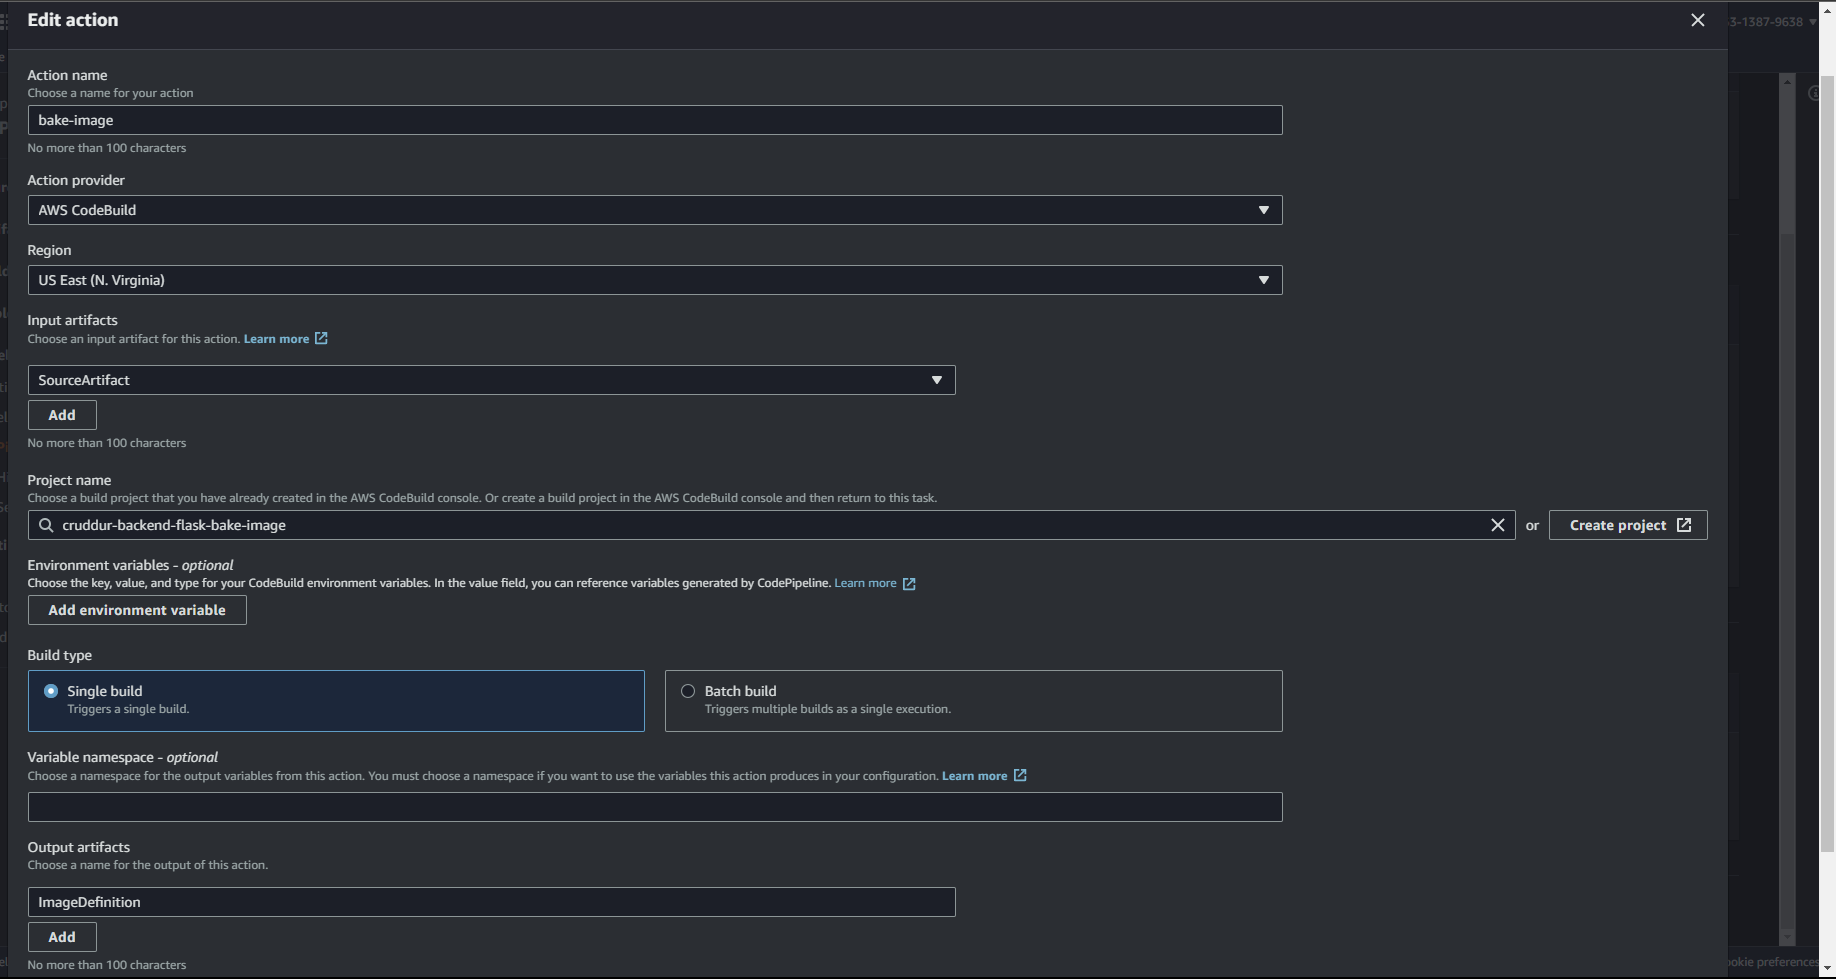 Edit action
3-1387-9638
Action name
Choose a name for your action
bake-image
No more than 100 characters
Action provider
AWS CodeBuild
Region
US East (N. Virginia)
Input artifacts
Choose an input artifact for this action. Learn more
SourceArtifact
Add
No more than 100 characters
Project name
Choose a build project that you have already created in the AWS CodeBuild console. Or create a build project in the AWS CodeBuild console and then return to this task.
cruddur-backend-flask-bake-image
or
Create project
Environment variables - optional
Choose the key, value, and type for your CodeBuild environment variables. In the value field, you can reference variables generated by CodePipeline. Learn more
Add environment variable
Build type
Single build
Triggers a single build.
Batch build
Triggers multiple builds as a single execution.
Variable namespace - optional
Choose a namespace for the output variables from this action. You must choose a namespace if you want to use the variables this action produces in your configuration. Learn more
Output artifacts
Choose a name for the output of this action.
ImageDefinition
Add
No more than 100 characters
ookie preferences